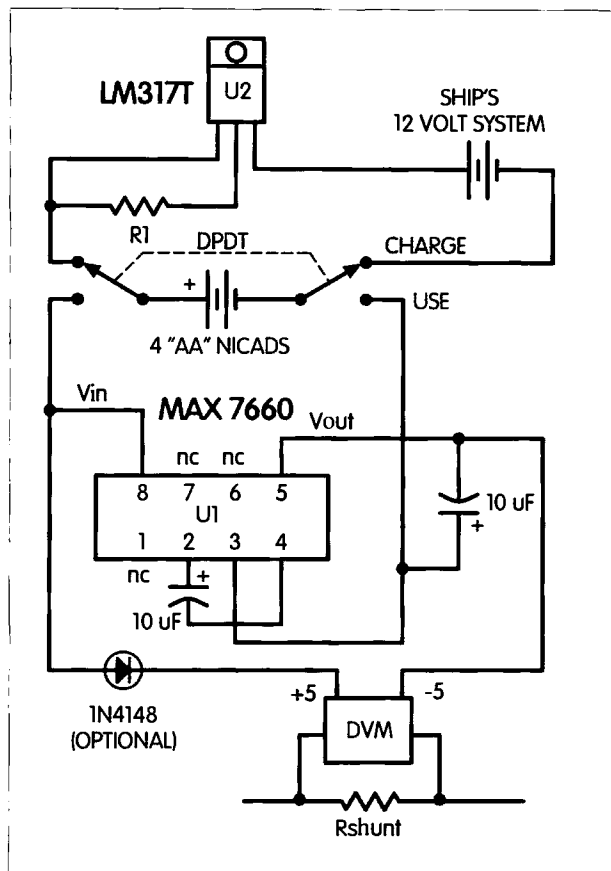 LM317T
U2
SHIP'S
12 VOLT SYSTEM
R1
DPDT
CHARGE
+
USE
4 "AA" NICADS
Vin
MAX 7660
Vout
nc
nc
8
7
6
5
U1
10 uF
+
1
2
3
4
nc
+
10 uF
+5
-5
1N4148
(OPTIONAL)
DVM
Rshunt